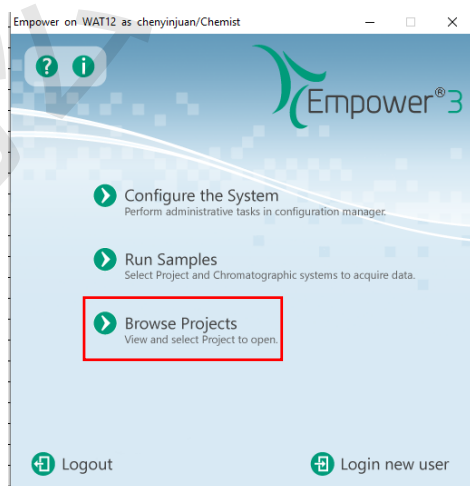 Empower on WAT12 as chenyinjuan/Chemist
Empower®3
Configure the System
Perform administrative tasks in configuration manager.
Run Samples
Select Project and Chromatographic systems to acquire data.
Browse Projects
View and select Project to open.
Logout
Login new user